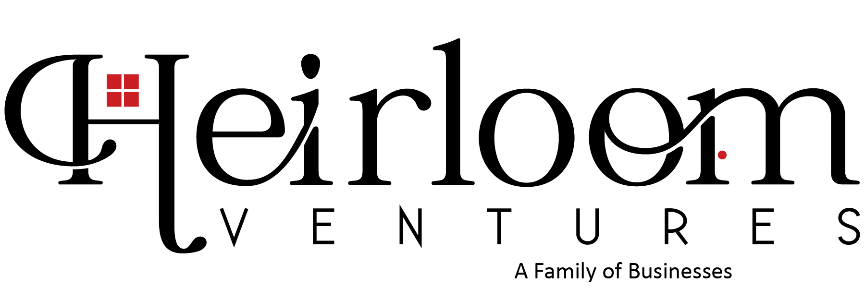 Heirloom
VENTURES
A Family of Businesses